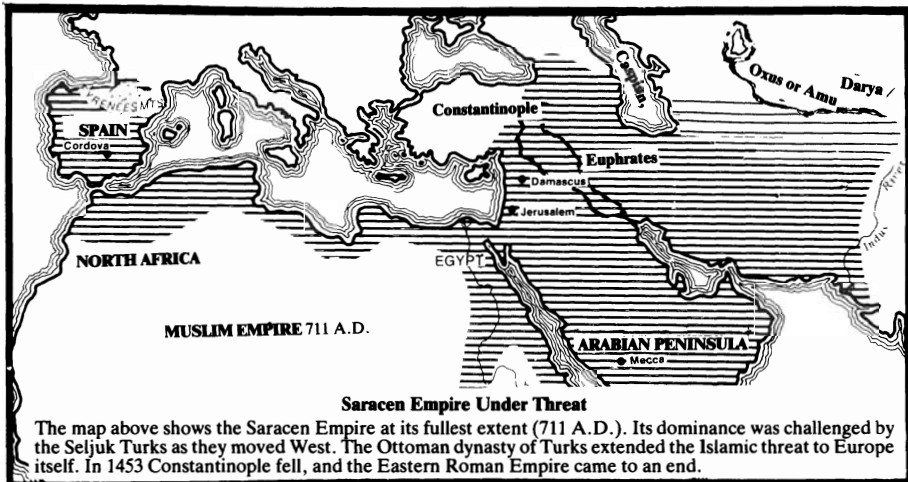 Caspian
Oxus or Amu
Darya /
Constantinople
PYRENEES MTS
SPAIN
Cordova
Euphrates
Damascus
Jerusalem
River
Indus
NORTH AFRICA
EGYPT
MUSLIM EMPIRE 711 A.D.
ARABIAN PENINSULA
Mecca
Saracen Empire Under Threat
The map above shows the Saracen Empire at its fullest extent (711 A.D.). Its dominance was challenged by
the Seljuk Turks as they moved West. The Ottoman dynasty of Turks extended the Islamic threat to Europe
itself. In 1453 Constantinople fell, and the Eastern Roman Empire came to an end.